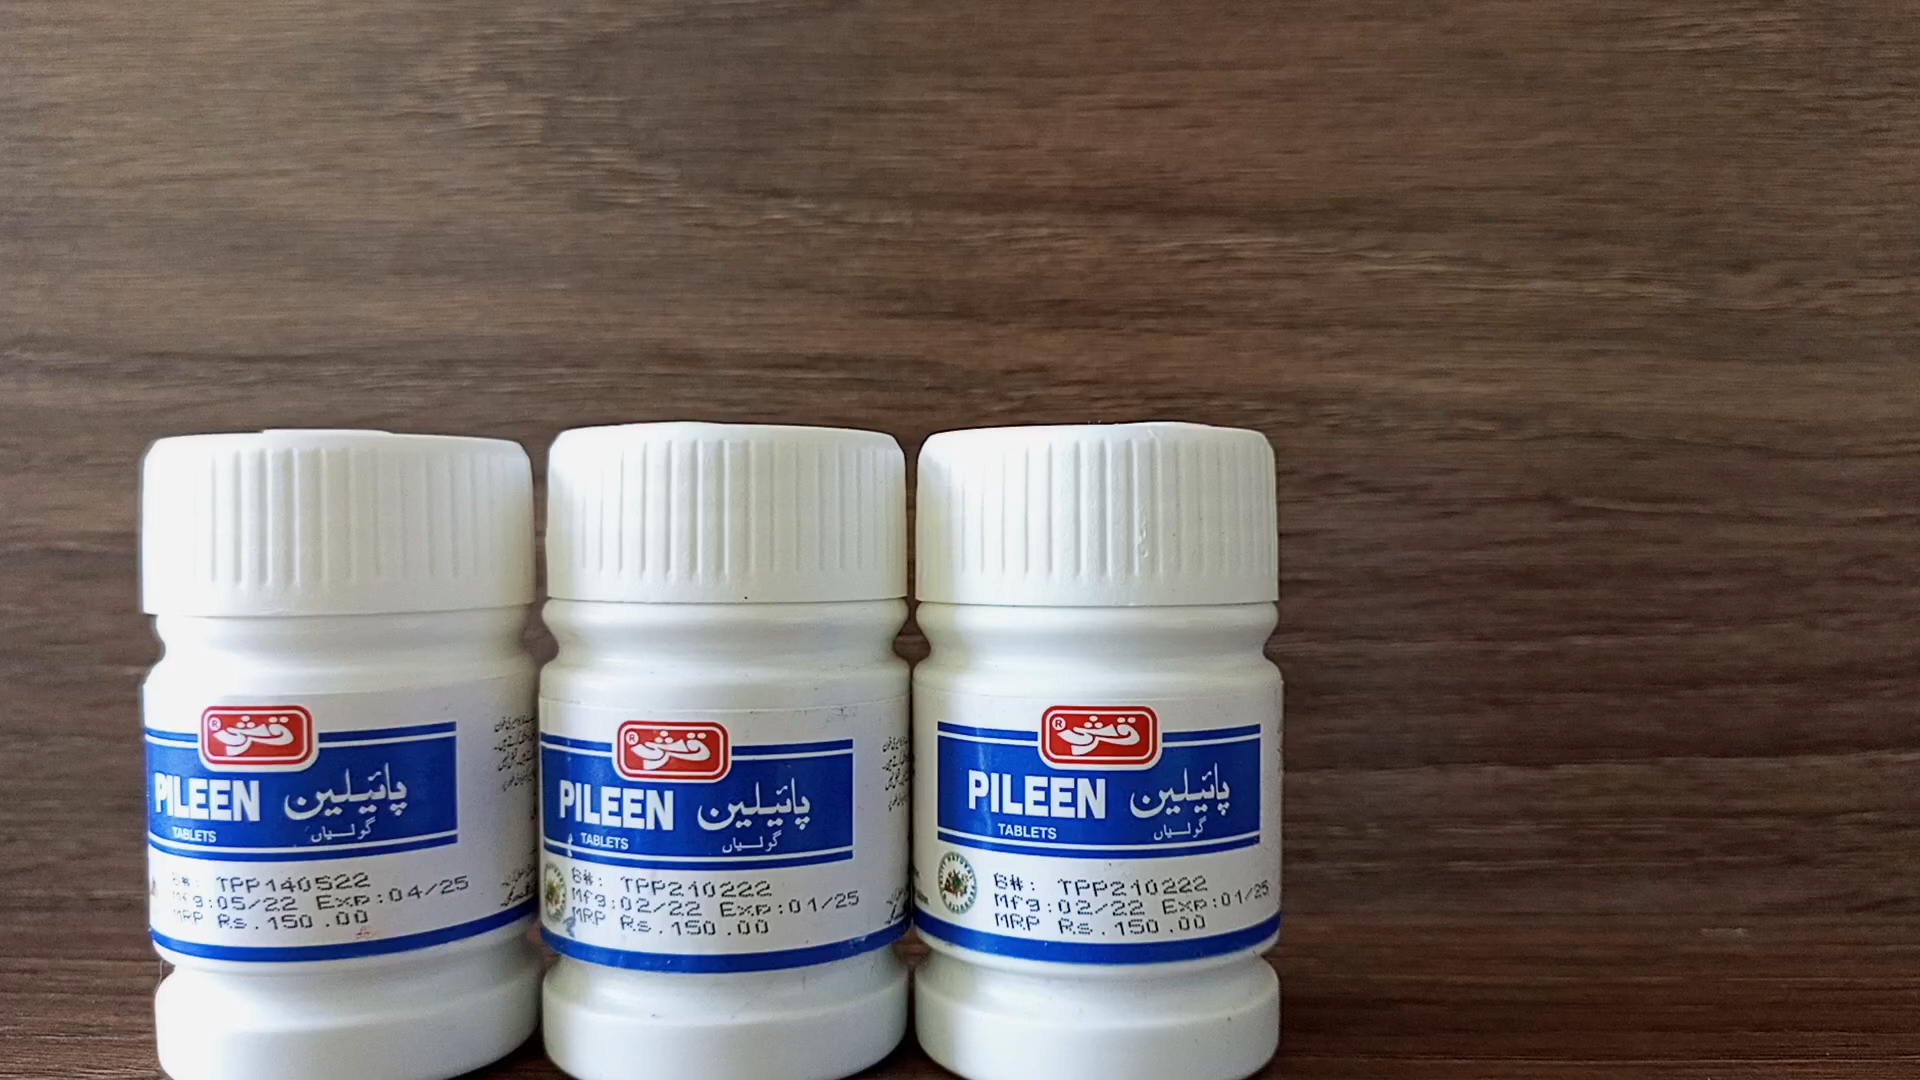 قرشی ®
PILEEN پائیلین
TABLETS گولیاں
B#: TPP140522
Mfg:05/22 Exp:04/25
MRP Rs.150.00
قرشی ®
PILEEN پائیلین
TABLETS گولیاں
B#: TPP210222
Mfg:02/22 Exp:01/25
MRP Rs.150.00
قرشی ®
PILEEN پائیلین
TABLETS گولیاں
B#: TPP210222
Mfg:02/22 Exp:01/25
MRP Rs.150.00